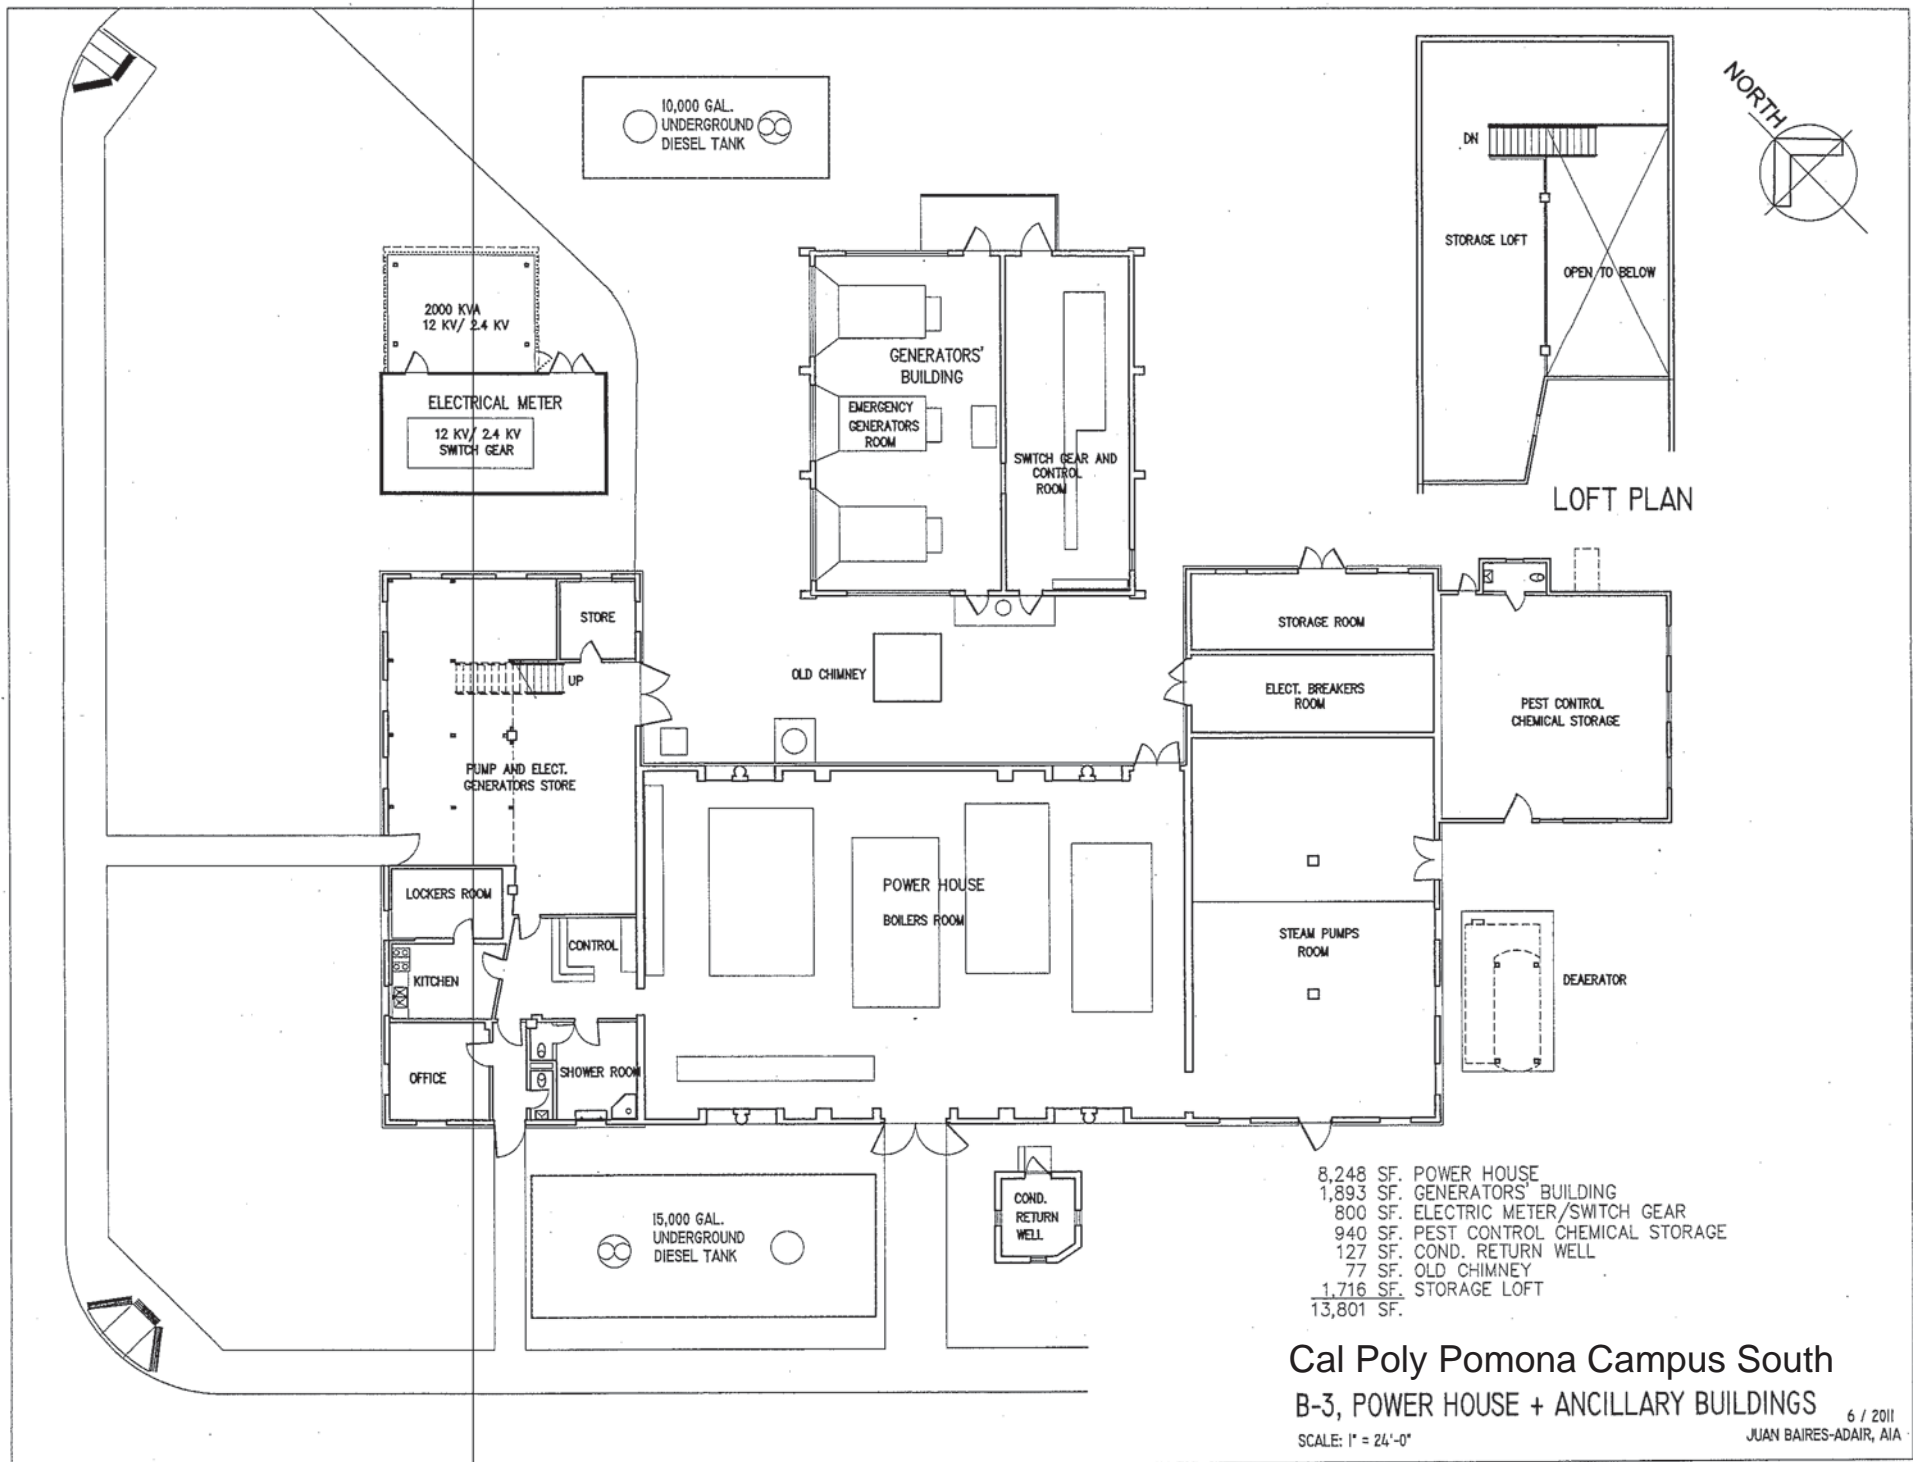 10,000 GAL.
UNDERGROUND
DIESEL TANK
NORTH
DN
STORAGE LOFT
OPEN TO BELOW
LOFT PLAN
2000 KVA
12 KV/ 2.4 KV
ELECTRICAL METER
12 KV/ 2.4 KV
SWITCH GEAR
GENERATORS'
BUILDING
EMERGENCY
GENERATORS
ROOM
SWITCH GEAR AND
CONTROL
ROOM
STORE
UP
OLD CHIMNEY
STORAGE ROOM
ELECT. BREAKERS
ROOM
PEST CONTROL
CHEMICAL STORAGE
PUMP AND ELECT.
GENERATORS STORE
LOCKERS ROOM
POWER HOUSE
BOILERS ROOM
CONTROL
KITCHEN
STEAM PUMPS
ROOM
DEAERATOR
OFFICE
SHOWER ROOM
15,000 GAL.
UNDERGROUND
DIESEL TANK
COND.
RETURN
WELL
8,248 SF. POWER HOUSE
1,893 SF. GENERATORS' BUILDING
800 SF. ELECTRIC METER/SWITCH GEAR
940 SF. PEST CONTROL CHEMICAL STORAGE
127 SF. COND. RETURN WELL
77 SF. OLD CHIMNEY
1,716 SF. STORAGE LOFT
13,801 SF.
Cal Poly Pomona Campus South
B-3, POWER HOUSE + ANCILLARY BUILDINGS
6 / 2011
SCALE: 1" = 24'-0"
JUAN BAIRES-ADAIR, AIA